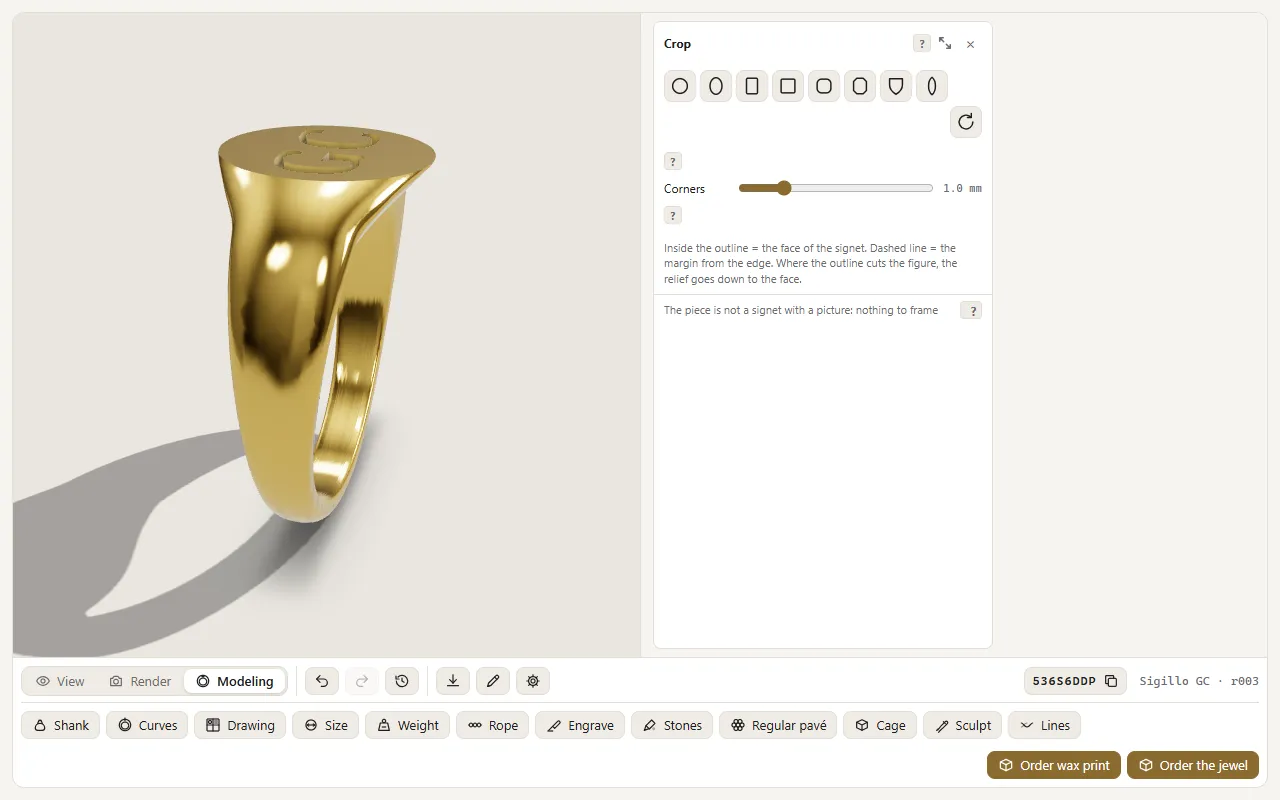 GC
Crop
?
?
Corners
1.0 mm
?
Inside the outline = the face of the signet. Dashed line = the
margin from the edge. Where the outline cuts the figure, the
relief goes down to the face.
The piece is not a signet with a picture: nothing to frame
?
View
Render
Modeling
536S6DDP
Sigillo GC · r003
Shank
Curves
Drawing
Size
Weight
Rope
Engrave
Stones
Regular pavé
Cage
Sculpt
Lines
Order wax print
Order the jewel